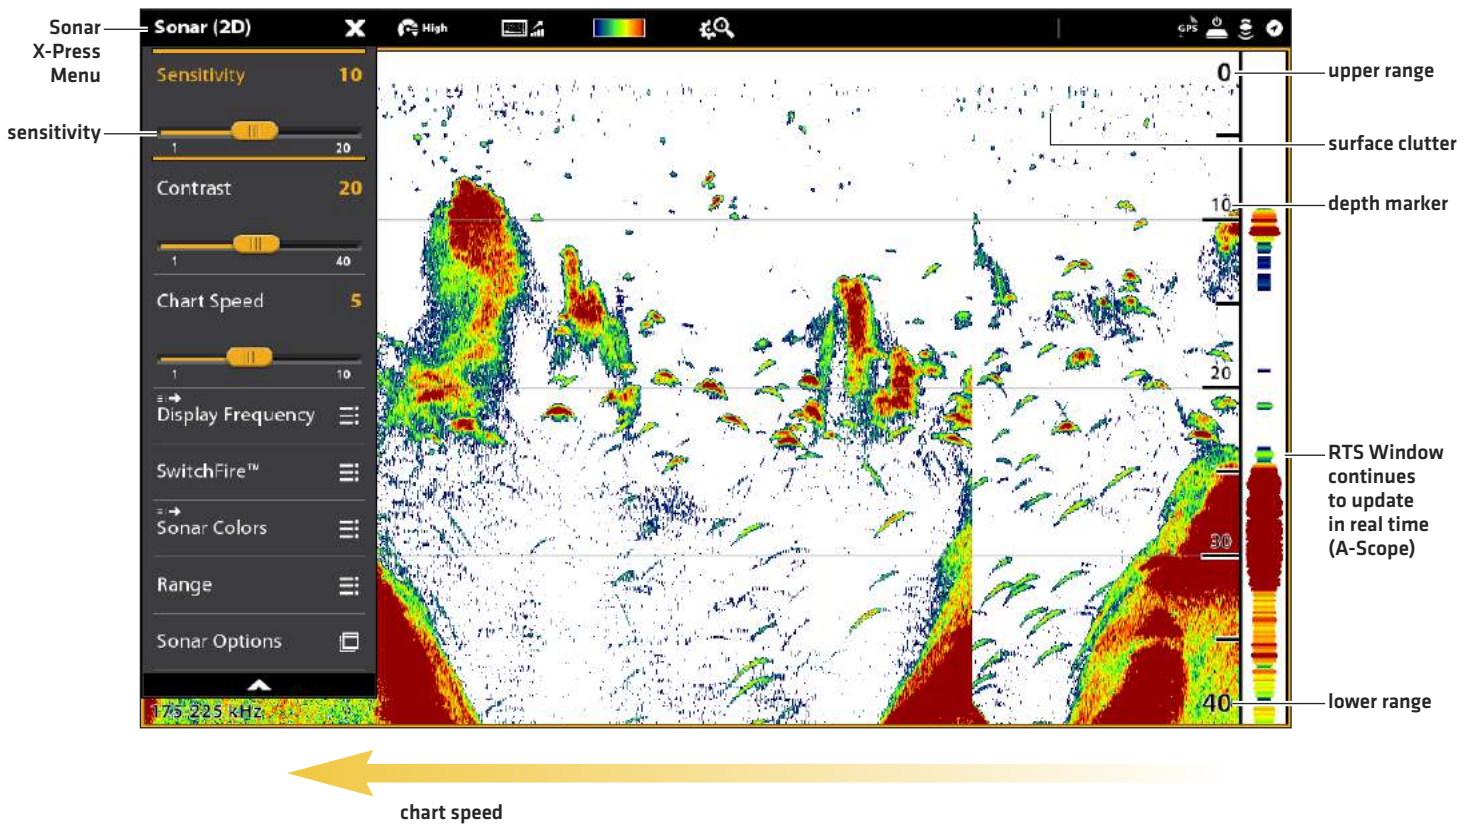 Sonar
X-Press
Menu
Sonar (2D)
High
GPS
Sensitivity 10
sensitivity
1 20
Contrast 20
1 40
Chart Speed 5
1 10
Display Frequency
SwitchFire™
Sonar Colors
Range
Sonar Options
175-225 kHz
0
10
20
30
40
upper range
surface clutter
depth marker
RTS Window
continues
to update
in real time
(A-Scope)
lower range
chart speed